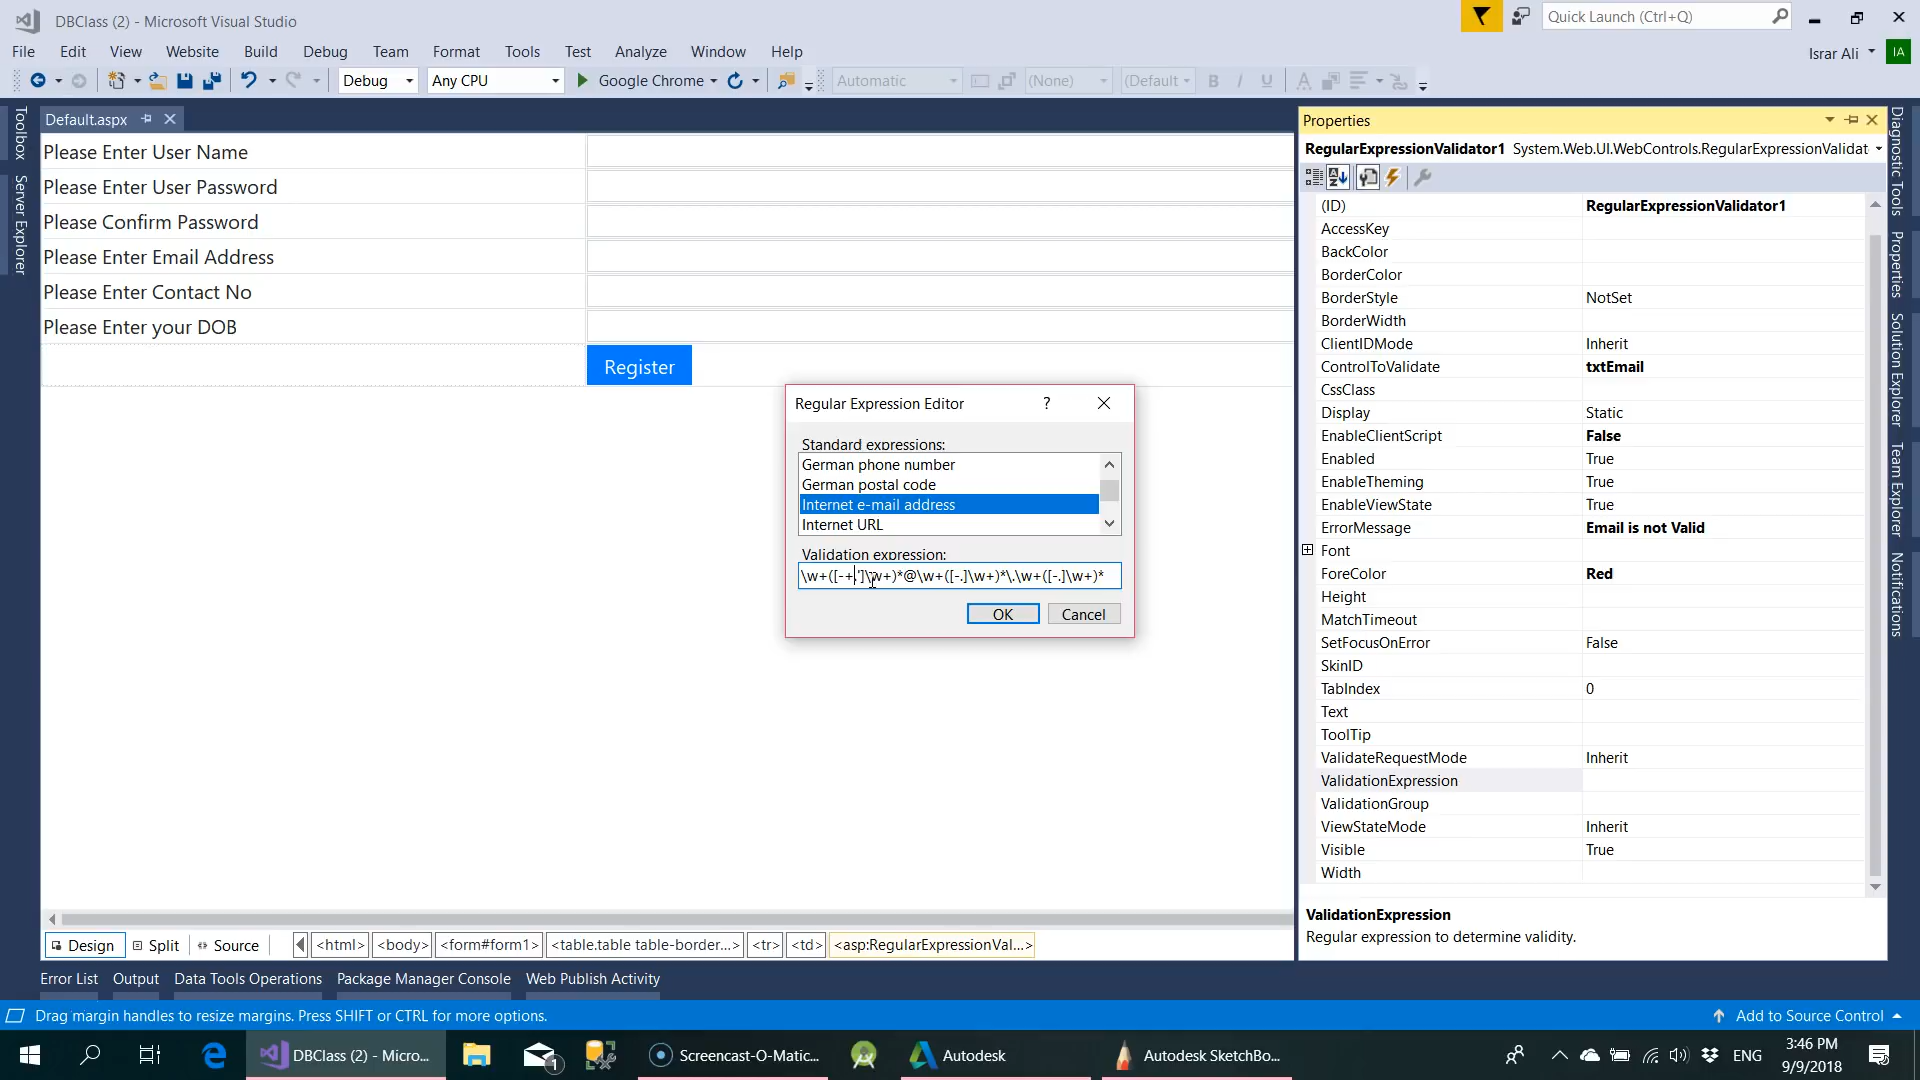 DBClass (2) - Microsoft Visual Studio
Quick Launch (Ctrl+Q)
File Edit View Website Build Debug Team Format Tools Test Analyze Window Help
Israr Ali IA
Debug Any CPU Google Chrome Automatic (None) (Default B I U
Default.aspx
Toolbox
Server Explorer
Please Enter User Name
Please Enter User Password
Please Confirm Password
Please Enter Email Address
Please Enter Contact No
Please Enter your DOB
Register
Regular Expression Editor ?
Standard expressions:
German phone number
German postal code
Internet e-mail address
Internet URL
Validation expression:
\w+([-+.']\w+)*@\w+([-.]\w+)*\.\w+([-.]\w+)*
OK Cancel
Properties
RegularExpressionValidator1 System.Web.UI.WebControls.RegularExpressionValidat
(ID) RegularExpressionValidator1
AccessKey
BackColor
BorderColor
BorderStyle NotSet
BorderWidth
ClientIDMode Inherit
ControlToValidate txtEmail
CssClass
Display Static
EnableClientScript False
Enabled True
EnableTheming True
EnableViewState True
ErrorMessage Email is not Valid
Font
ForeColor Red
Height
MatchTimeout
SetFocusOnError False
SkinID
TabIndex 0
Text
ToolTip
ValidateRequestMode Inherit
ValidationExpression
ValidationGroup
ViewStateMode Inherit
Visible True
Width
ValidationExpression
Regular expression to determine validity.
Diagnostic Tools
Properties
Solution Explorer
Team Explorer
Notifications
Design Split Source <html> <body> <form#form1> <table.table table-border...> <tr> <td> <asp:RegularExpressionVal...>
Error List Output Data Tools Operations Package Manager Console Web Publish Activity
Drag margin handles to resize margins. Press SHIFT or CTRL for more options.
Add to Source Control
DBClass (2) - Micro... 1 Screencast-O-Matic... Autodesk Autodesk SketchBo... ENG
3:46 PM
9/9/2018